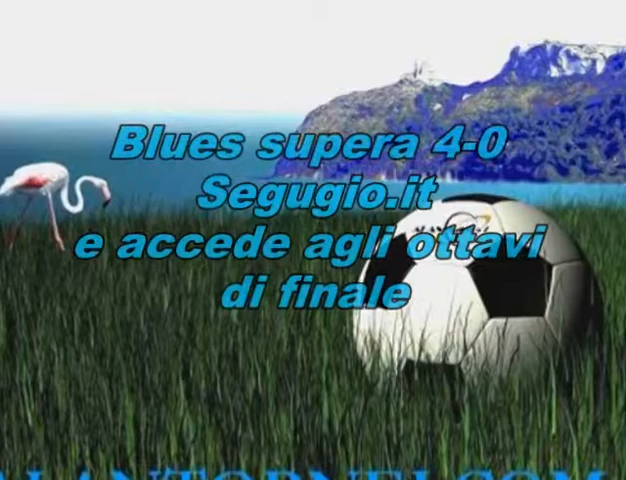 Blues supera 4-0
Segugio.it
e accede agli ottavi
di finale